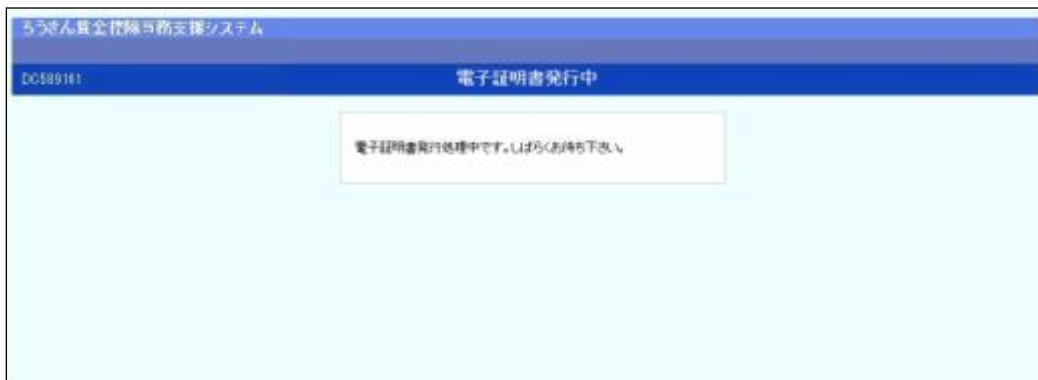 ろうきん賃金控除事務支援システム
DC589101
電子証明書発行中
電子証明書発行処理中です。しばらくお待ち下さい。